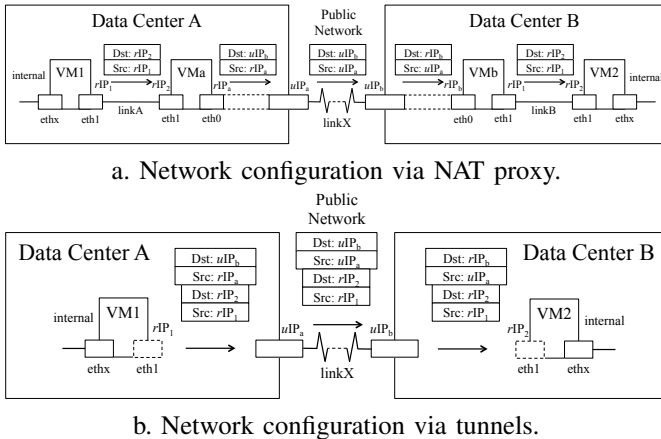 Data Center A
Public
Network
Data Center B
Dst: rIP2
Src: rIP1
Dst: uIPb
Src: rIPa
Dst: uIPb
Src: uIPa
Dst: rIPb
Src: uIPa
Dst: rIP2
Src: rIP1
internal
VM1
rIP1
rIP2
VMa
rIPa
uIPa
uIPb
rIPb
VMb
rIP1
rIP2
VM2
internal
linkA
linkX
linkB
ethx
eth1
eth1
eth0
eth0
eth1
eth1
ethx
a. Network configuration via NAT proxy.
Public
Network
Data Center A
Data Center B
Dst: uIPb
Src: rIPa
Dst: rIP2
Src: rIP1
Dst: uIPb
Src: uIPa
Dst: rIP2
Src: rIP1
Dst: rIPb
Src: uIPa
Dst: rIP2
Src: rIP1
internal
VM1
rIP1
uIPa
uIPb
rIP2
VM2
internal
ethx
eth1
linkX
eth1
ethx
b. Network configuration via tunnels.